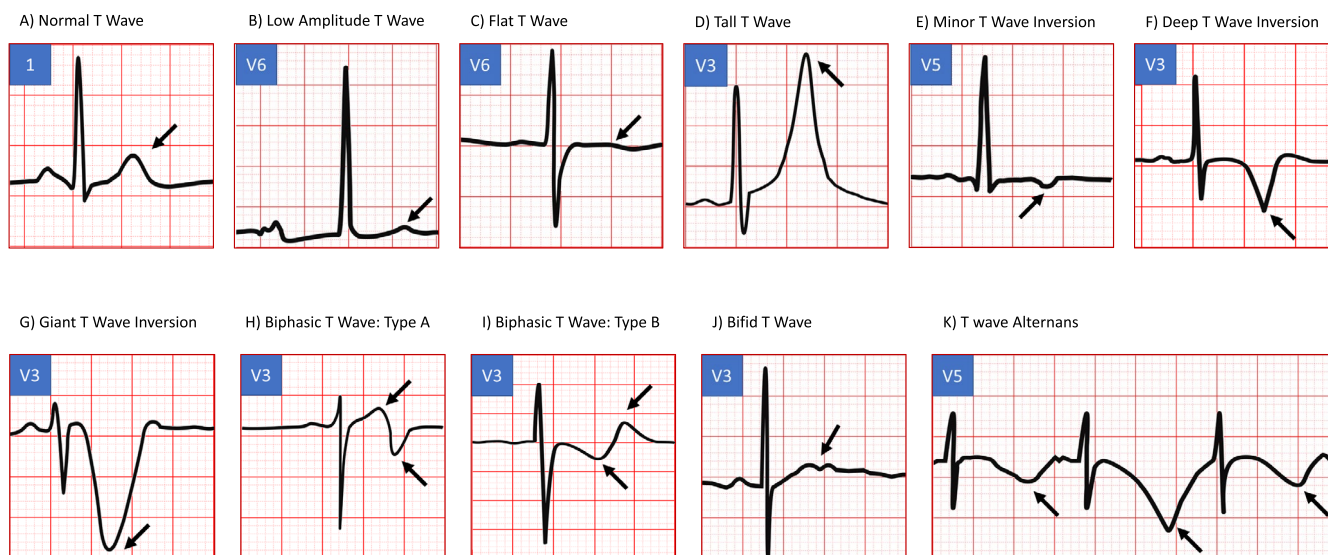 A) Normal T Wave
B) Low Amplitude T Wave
C) Flat T Wave
D) Tall T Wave
E) Minor T Wave Inversion
F) Deep T Wave Inversion
1
V6
V6
V3
V5
V3
G) Giant T Wave Inversion
H) Biphasic T Wave: Type A
I) Biphasic T Wave: Type B
J) Bifid T Wave
K) T wave Alternans
V3
V3
V3
V3
V5